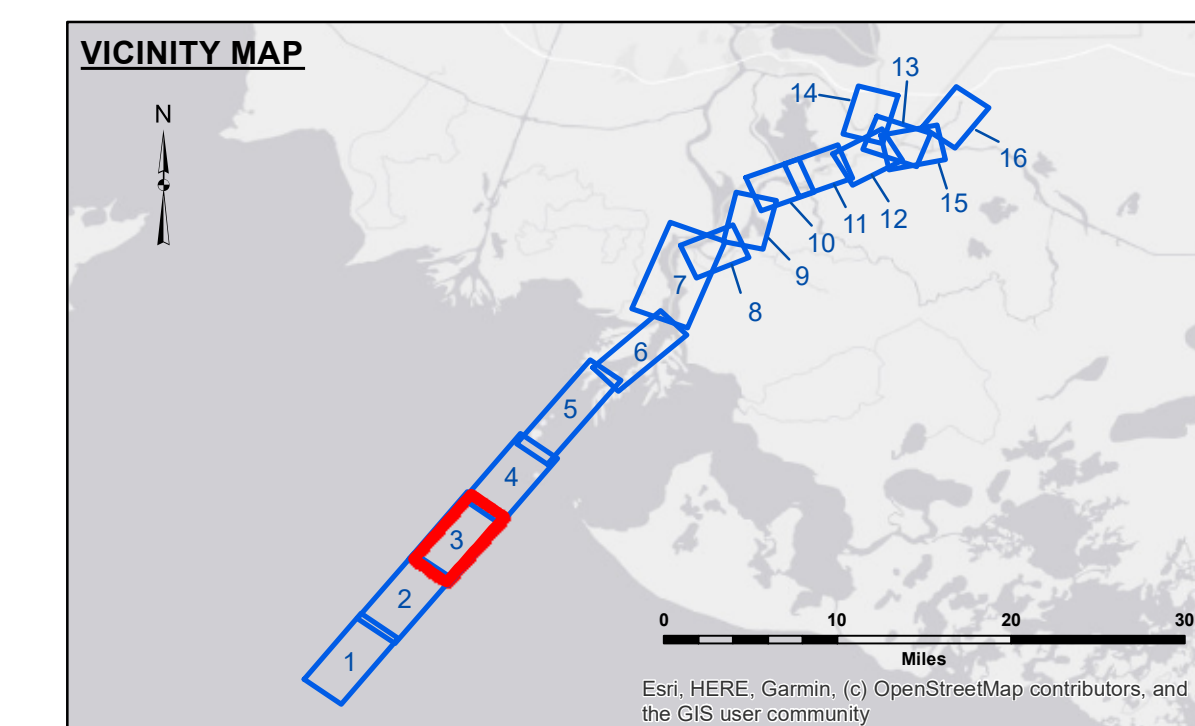 VICINITY MAP
N
13
14
16
15
12
11
10
9
8
7
6
5
4
3
2
1
0 10 20 30
Miles
Esri, HERE, Garmin, (c) OpenStreetMap contributors, and
the GIS user community